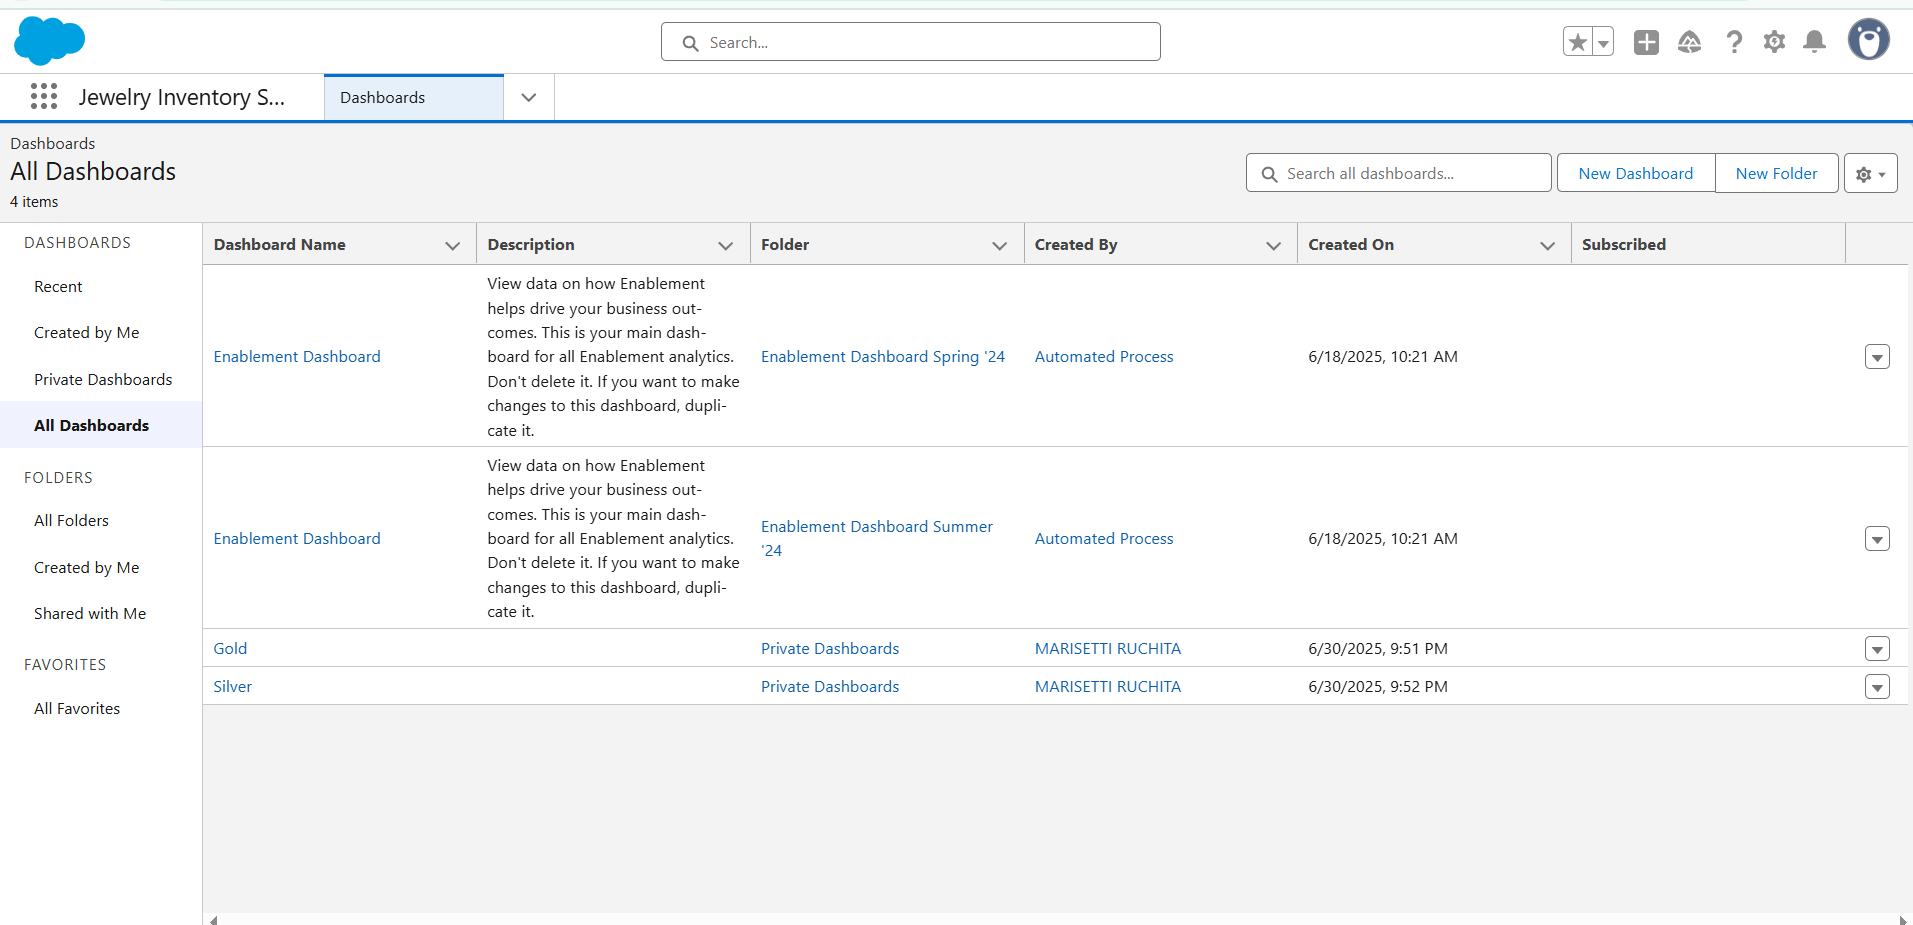 Search...
Jewelry Inventory S...
Dashboards
Dashboards
All Dashboards
4 items
Search all dashboards...
New Dashboard
New Folder
DASHBOARDS
Recent
Created by Me
Private Dashboards
All Dashboards
FOLDERS
All Folders
Created by Me
Shared with Me
FAVORITES
All Favorites
Dashboard Name
Description
Folder
Created By
Created On
Subscribed
Enablement Dashboard
View data on how Enablement
helps drive your business out-
comes. This is your main dash-
board for all Enablement analytics.
Don't delete it. If you want to make
changes to this dashboard, dupli-
cate it.
Enablement Dashboard Spring '24
Automated Process
6/18/2025, 10:21 AM
Enablement Dashboard
View data on how Enablement
helps drive your business out-
comes. This is your main dash-
board for all Enablement analytics.
Don't delete it. If you want to make
changes to this dashboard, dupli-
cate it.
Enablement Dashboard Summer
'24
Automated Process
6/18/2025, 10:21 AM
Gold
Private Dashboards
MARISETTI RUCHITA
6/30/2025, 9:51 PM
Silver
Private Dashboards
MARISETTI RUCHITA
6/30/2025, 9:52 PM